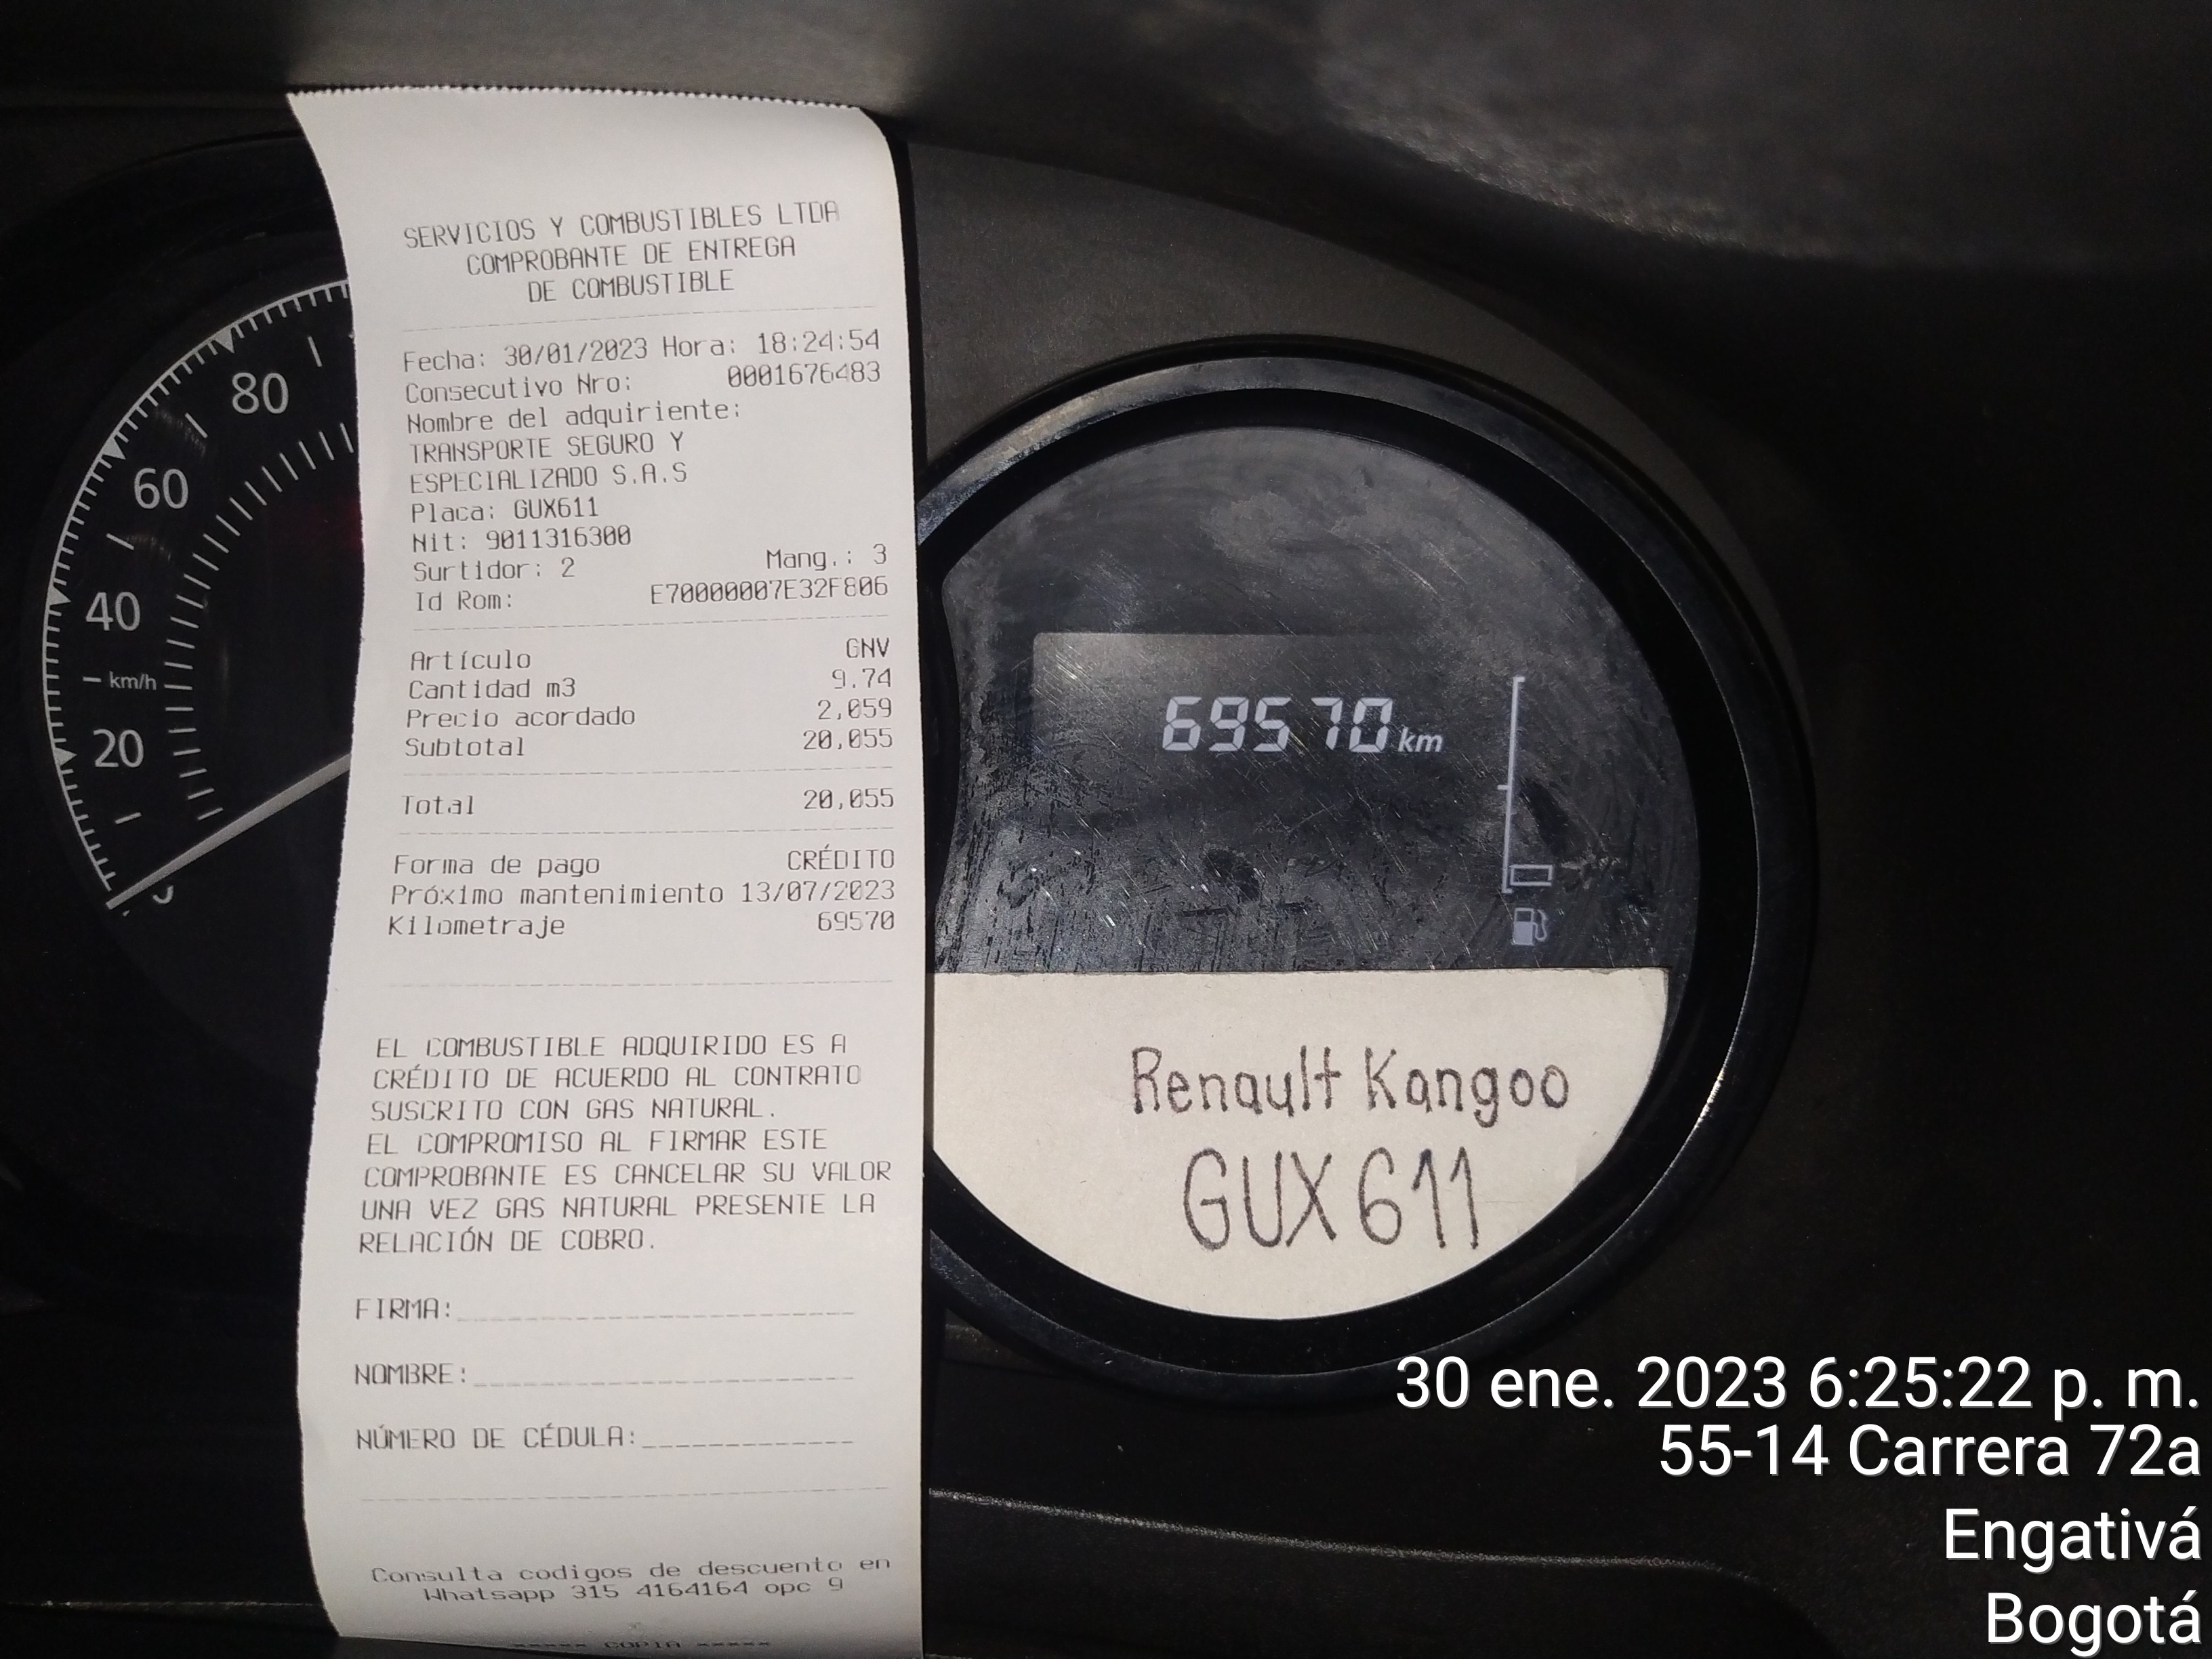 SERVICIOS Y COMBUSTIBLES LTDA
COMPROBANTE DE ENTREGA
DE COMBUSTIBLE
Fecha: 30/01/2023 Hora: 18:24:54
Consecutivo Nro: 0001676483
Nombre del adquiriente:
TRANSPORTE SEGURO Y
ESPECIALIZADO S.A.S
Placa: GUX611
Nit: 9011316300
Surtidor: 2 Mang.: 3
Id Rom: E70000007E32F806
Artículo GNV
Cantidad m3 9.74
Precio acordado 2,059
Subtotal 20,055
Total 20,055
Forma de pago CRÉDITO
Próximo mantenimiento 13/07/2023
Kilometraje 69570
EL COMBUSTIBLE ADQUIRIDO ES A
CRÉDITO DE ACUERDO AL CONTRATO
SUSCRITO CON GAS NATURAL.
EL COMPROMISO AL FIRMAR ESTE
COMPROBANTE ES CANCELAR SU VALOR
UNA VEZ GAS NATURAL PRESENTE LA
RELACIÓN DE COBRO.
FIRMA:
NOMBRE:
NÚMERO DE CÉDULA:
Consulta codigos de descuento en
Whatsapp 315 4164164 opc 9
***** COPIA *****
80
60
40
km/h
20
69570 km
Renault Kangoo
GUX611
30 ene. 2023 6:25:22 p. m.
55-14 Carrera 72a
Engativá
Bogotá